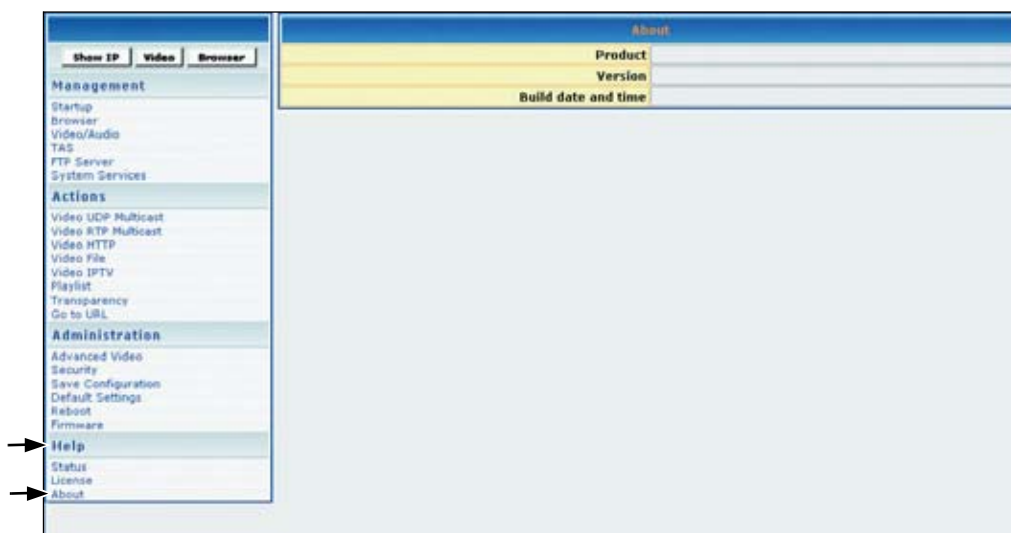 Show IP Video Browser
Management
Startup
Browser
Video/Audio
TAS
FTP Server
System Services
Actions
Video UDP Multicast
Video RTP Multicast
Video HTTP
Video File
Video IPTV
Playlist
Transparency
Go to URL
Administration
Advanced Video
Security
Save Configuration
Default Settings
Reboot
Firmware
Help
Status
License
About
About
Product
Version
Build date and time